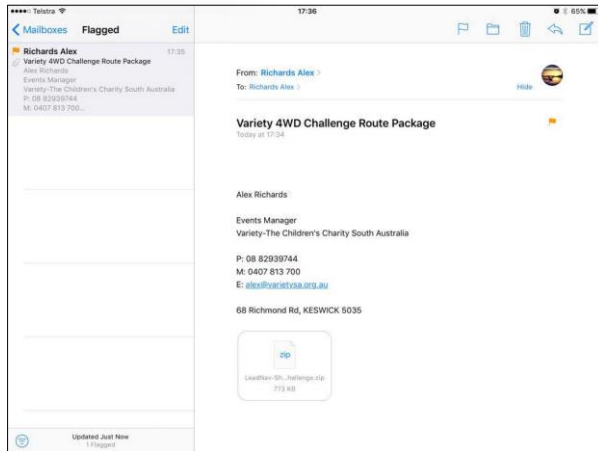 Telstra
17:36
65%
Mailboxes
Flagged
Edit
Richards Alex
17:35
Variety 4WD Challenge Route Package
Alex Richards
Events Manager
Variety-The Children's Charity South Australia
P: 08 82939744
M: 0407 813 700...
Updated Just Now
1 Flagged
From: Richards Alex
To: Richards Alex
Hide
Variety 4WD Challenge Route Package
Today at 17:34
Alex Richards
Events Manager
Variety-The Children's Charity South Australia
P: 08 82939744
M: 0407 813 700
E: alex@varietysa.org.au
68 Richmond Rd, KESWICK 5035
zip
LeadNav-Sh...hallenge.zip
773 KB